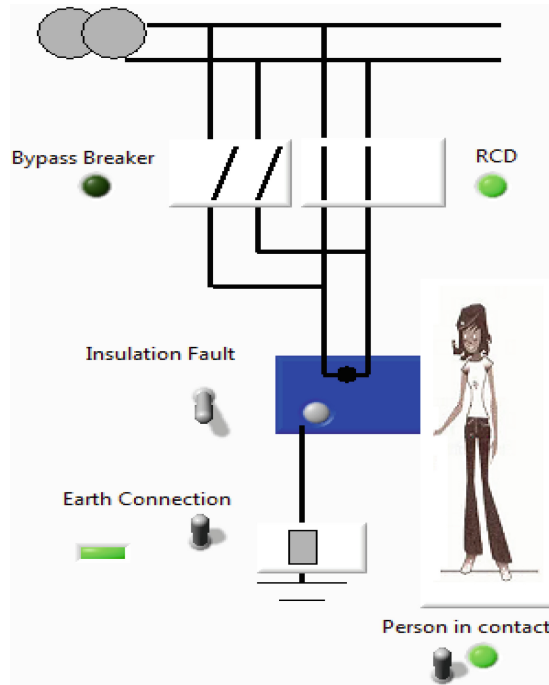 Bypass Breaker
RCD
Insulation Fault
Earth Connection
Person in contact